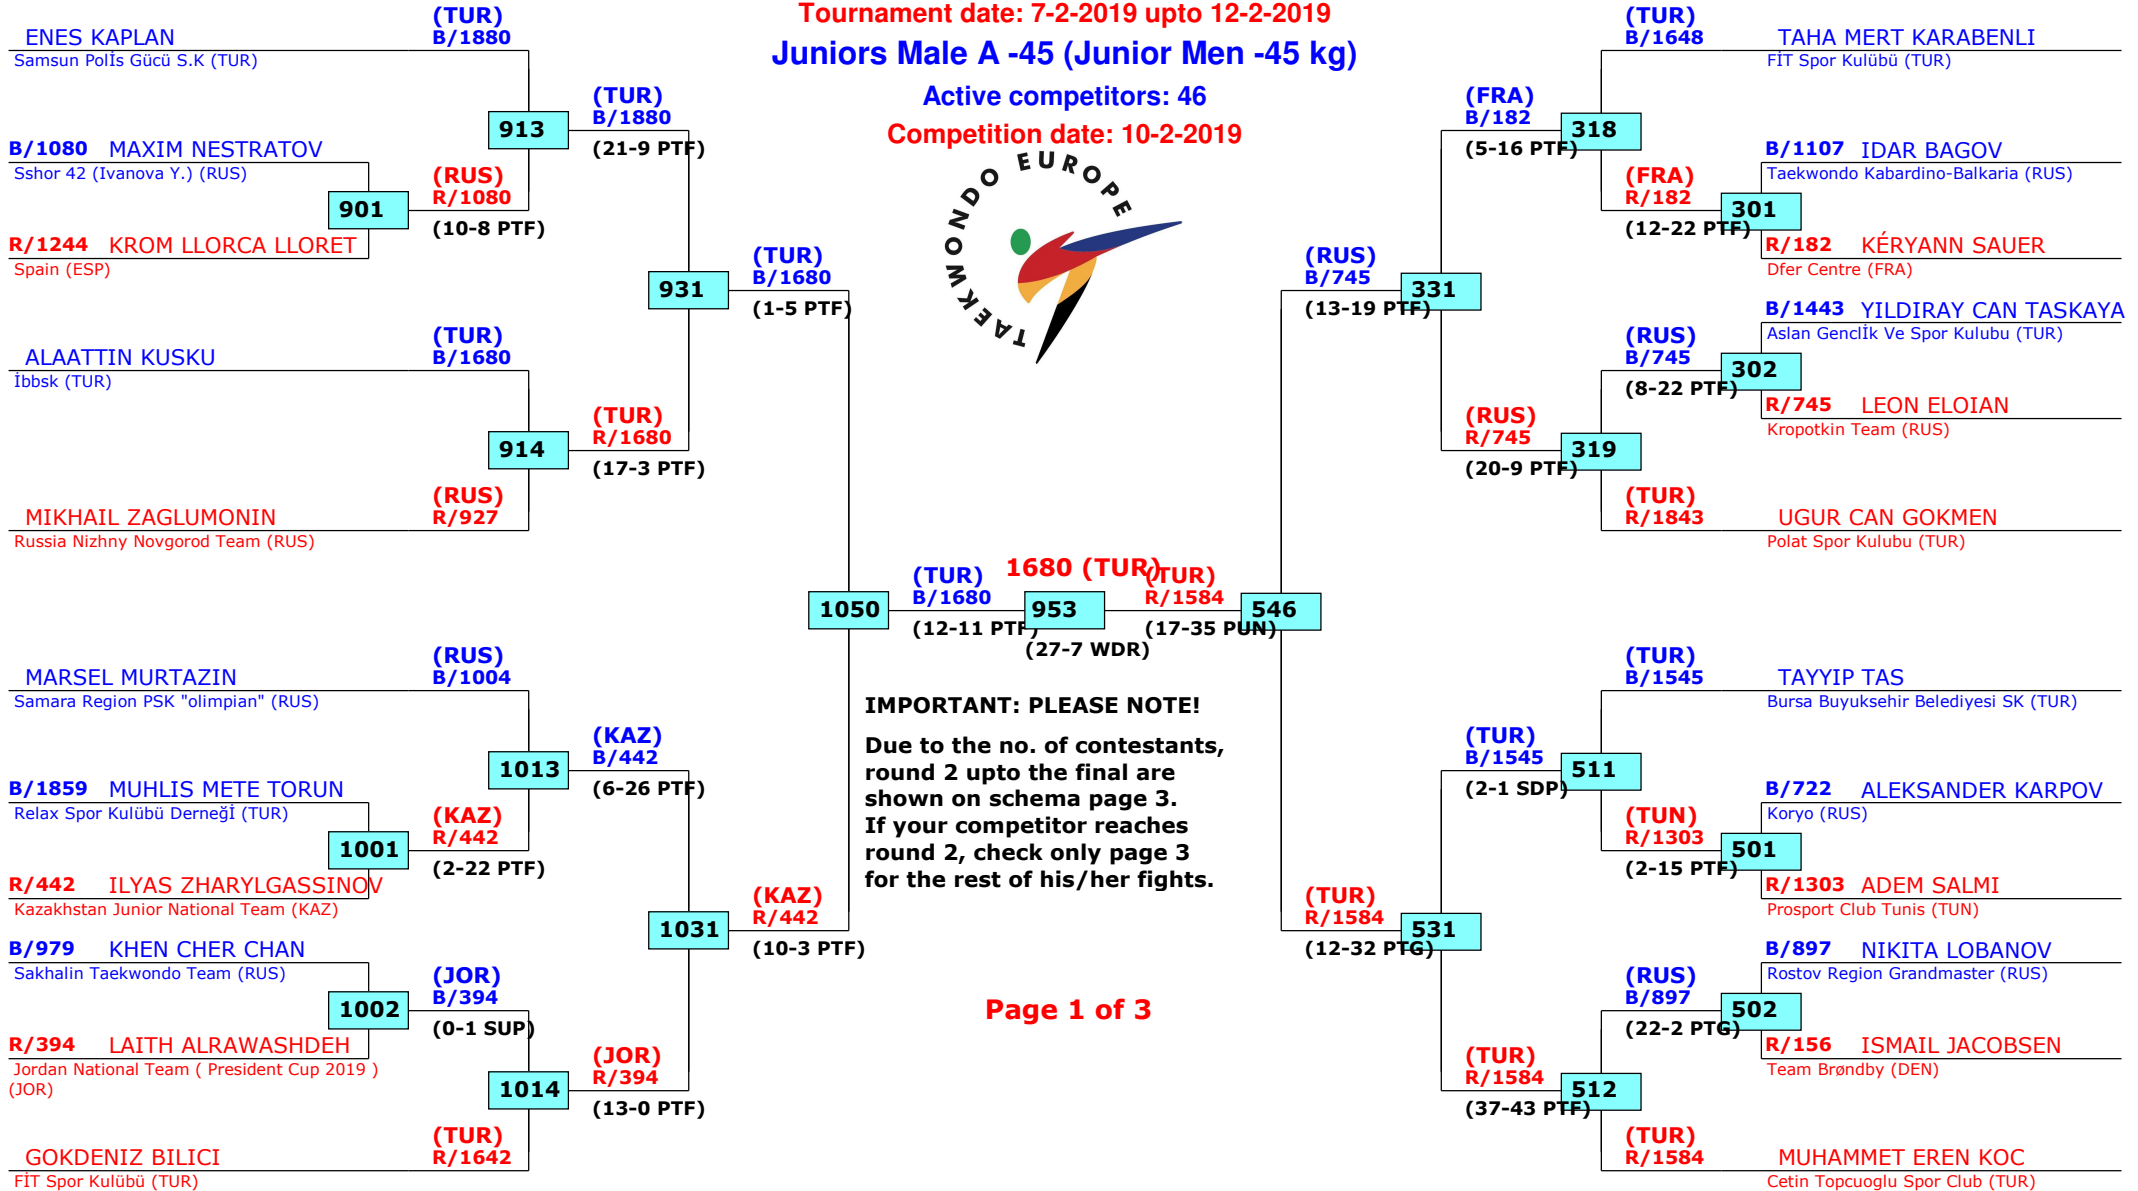 Tournament date: 7-2-2019 upto 12-2-2019
Juniors Male A -45 (Junior Men -45 kg)
Active competitors: 46
Competition date: 10-2-2019
TAEKWONDO EUROPE
ENES KAPLAN
Samsun Polİs Gücü S.K (TUR)
(TUR)
B/1880
B/1080 MAXIM NESTRATOV
Sshor 42 (Ivanova Y.) (RUS)
R/1244 KROM LLORCA LLORET
Spain (ESP)
901
(RUS)
R/1080
(10-8 PTF)
913
(TUR)
B/1880
(21-9 PTF)
ALAATTIN KUSKU
İbbsk (TUR)
(TUR)
B/1680
MIKHAIL ZAGLUMONIN
Russia Nizhny Novgorod Team (RUS)
(RUS)
R/927
914
(TUR)
R/1680
(17-3 PTF)
931
(TUR)
B/1680
(1-5 PTF)
MARSEL MURTAZIN
Samara Region PSK "olimpian" (RUS)
(RUS)
B/1004
B/1859 MUHLIS METE TORUN
Relax Spor Kulübü Derneğİ (TUR)
R/442 ILYAS ZHARYLGASSINOV
Kazakhstan Junior National Team (KAZ)
1001
(KAZ)
R/442
(2-22 PTF)
1013
(KAZ)
B/442
(6-26 PTF)
B/979 KHEN CHER CHAN
Sakhalin Taekwondo Team (RUS)
R/394 LAITH ALRAWASHDEH
Jordan National Team ( President Cup 2019 )
(JOR)
1002
(JOR)
B/394
(0-1 SUP)
GOKDENIZ BILICI
FİT Spor Kulübü (TUR)
(TUR)
R/1642
1014
(JOR)
R/394
(13-0 PTF)
1031
(KAZ)
R/442
(10-3 PTF)
1050
(TUR)
B/1680
(12-11 PTF)
1680 (TUR)
953
(27-7 WDR)
(TUR)
R/1584
(17-35 PUN)
546
IMPORTANT: PLEASE NOTE!
Due to the no. of contestants,
round 2 upto the final are
shown on schema page 3.
If your competitor reaches
round 2, check only page 3
for the rest of his/her fights.
Page 1 of 3
(TUR)
B/1648
TAHA MERT KARABENLI
FİT Spor Kulübü (TUR)
B/1107 IDAR BAGOV
Taekwondo Kabardino-Balkaria (RUS)
R/182 KÉRYANN SAUER
Dfer Centre (FRA)
301
(FRA)
R/182
(12-22 PTF)
318
(FRA)
B/182
(5-16 PTF)
B/1443 YILDIRAY CAN TASKAYA
Aslan Genclİk Ve Spor Kulubu (TUR)
R/745 LEON ELOIAN
Kropotkin Team (RUS)
302
(RUS)
B/745
(8-22 PTF)
(TUR)
R/1843
UGUR CAN GOKMEN
Polat Spor Kulubu (TUR)
319
(RUS)
R/745
(20-9 PTF)
331
(RUS)
B/745
(13-19 PTF)
(TUR)
B/1545
TAYYIP TAS
Bursa Buyuksehir Belediyesi SK (TUR)
B/722 ALEKSANDER KARPOV
Koryo (RUS)
R/1303 ADEM SALMI
Prosport Club Tunis (TUN)
501
(TUN)
R/1303
(2-15 PTF)
511
(TUR)
B/1545
(2-1 SDP)
B/897 NIKITA LOBANOV
Rostov Region Grandmaster (RUS)
R/156 ISMAIL JACOBSEN
Team Brøndby (DEN)
502
(RUS)
B/897
(22-2 PTG)
(TUR)
R/1584
MUHAMMET EREN KOC
Cetin Topcuoglu Spor Club (TUR)
512
(TUR)
R/1584
(37-43 PTF)
531
(TUR)
R/1584
(12-32 PTG)